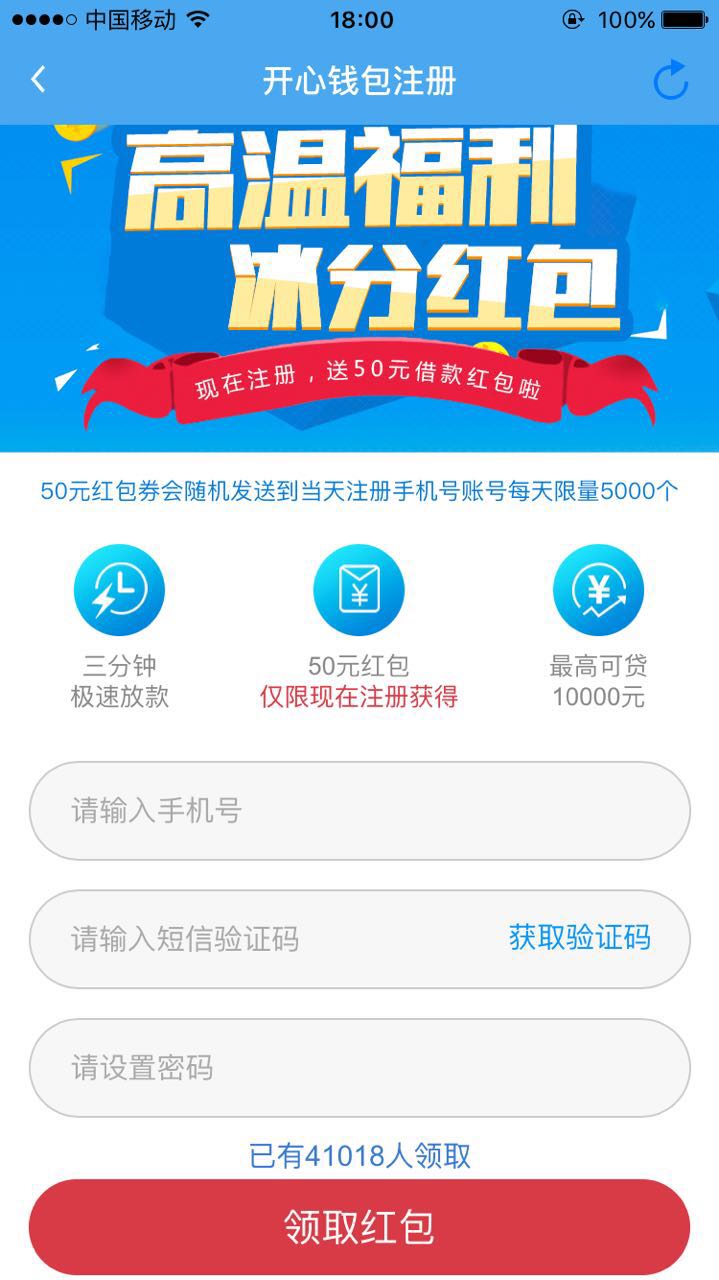 中国移动
18:00
100%
开心钱包注册
高温福利
冰分红包
现在注册，送50元借款红包啦
50元红包券会随机发送到当天注册手机号账号每天限量5000个
三分钟
极速放款
50元红包
仅限现在注册获得
最高可贷
10000元
请输入手机号
请输入短信验证码
获取验证码
请设置密码
已有41018人领取
领取红包